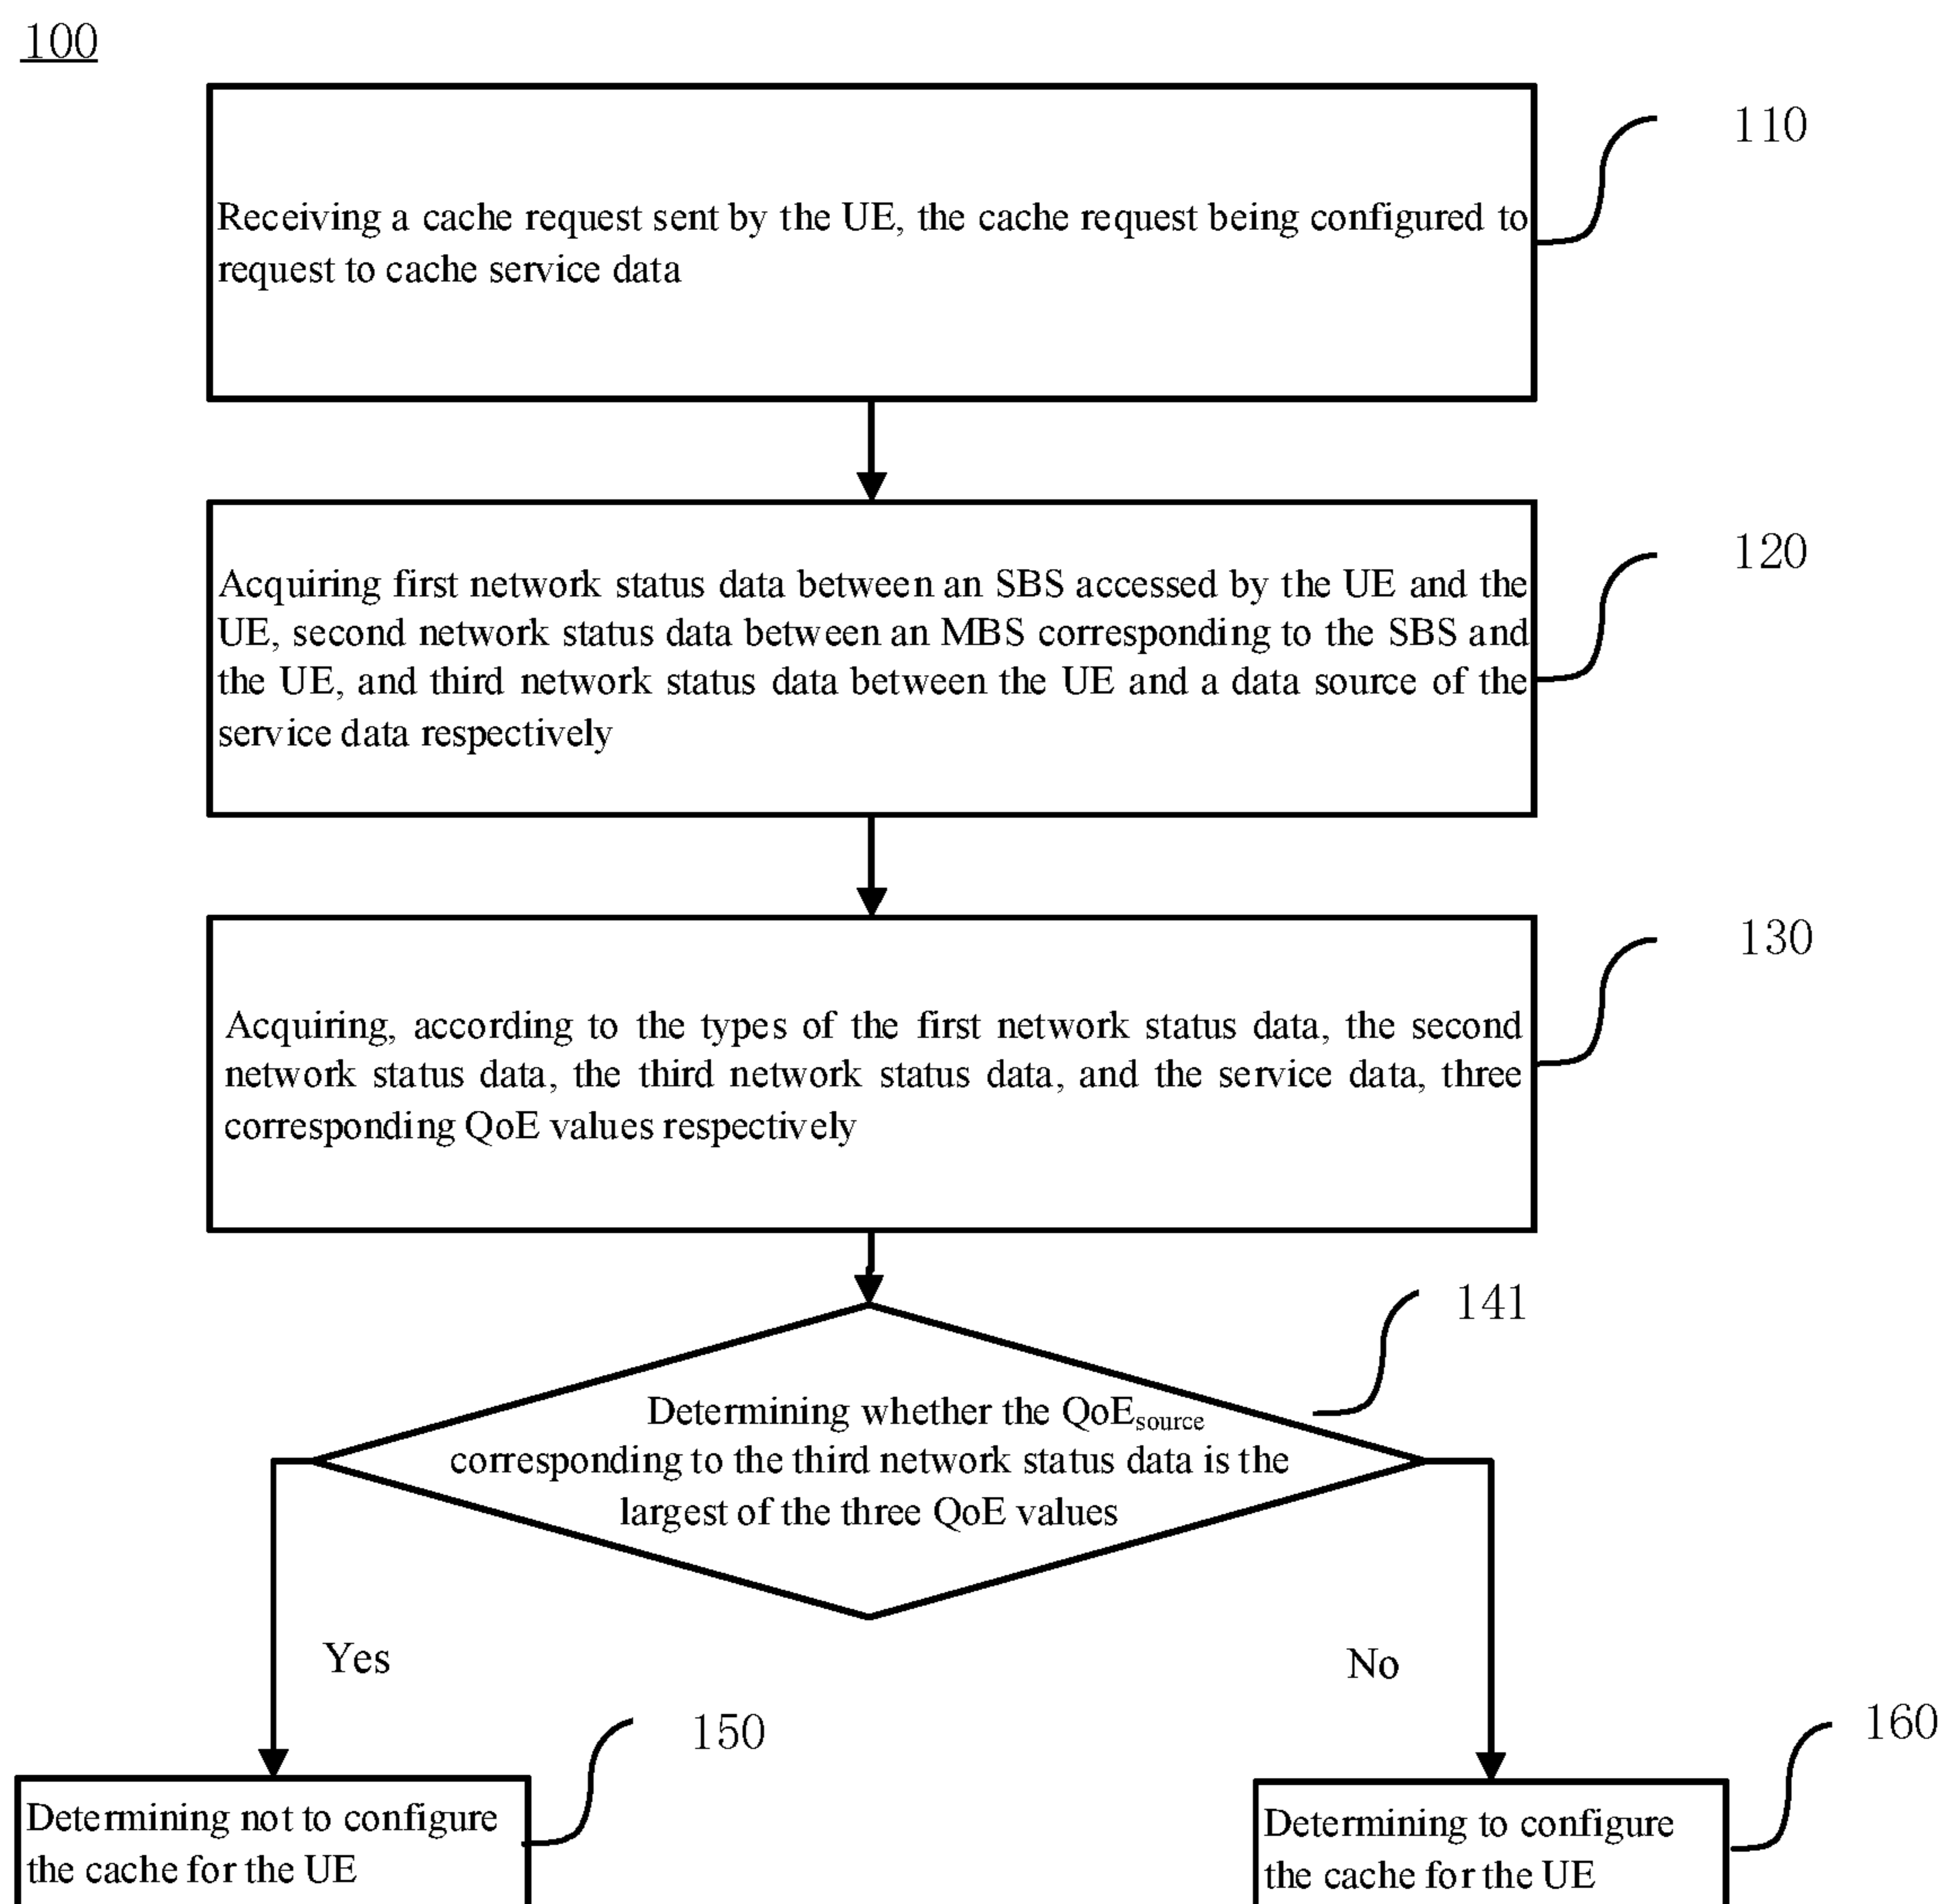 100
110
Receiving a cache request sent by the UE, the cache request being configured to
request to cache service data
120
Acquiring first network status data between an SBS accessed by the UE and the
UE, second network status data between an MBS corresponding to the SBS and
the UE, and third network status data between the UE and a data source of the
service data respectively
130
Acquiring, according to the types of the first network status data, the second
network status data, the third network status data, and the service data, three
corresponding QoE values respectively
141
Determining whether the QoEsource
corresponding to the third network status data is the
largest of the three QoE values
Yes
No
150
160
Determining not to configure
the cache for the UE
Determining to configure
the cache for the UE